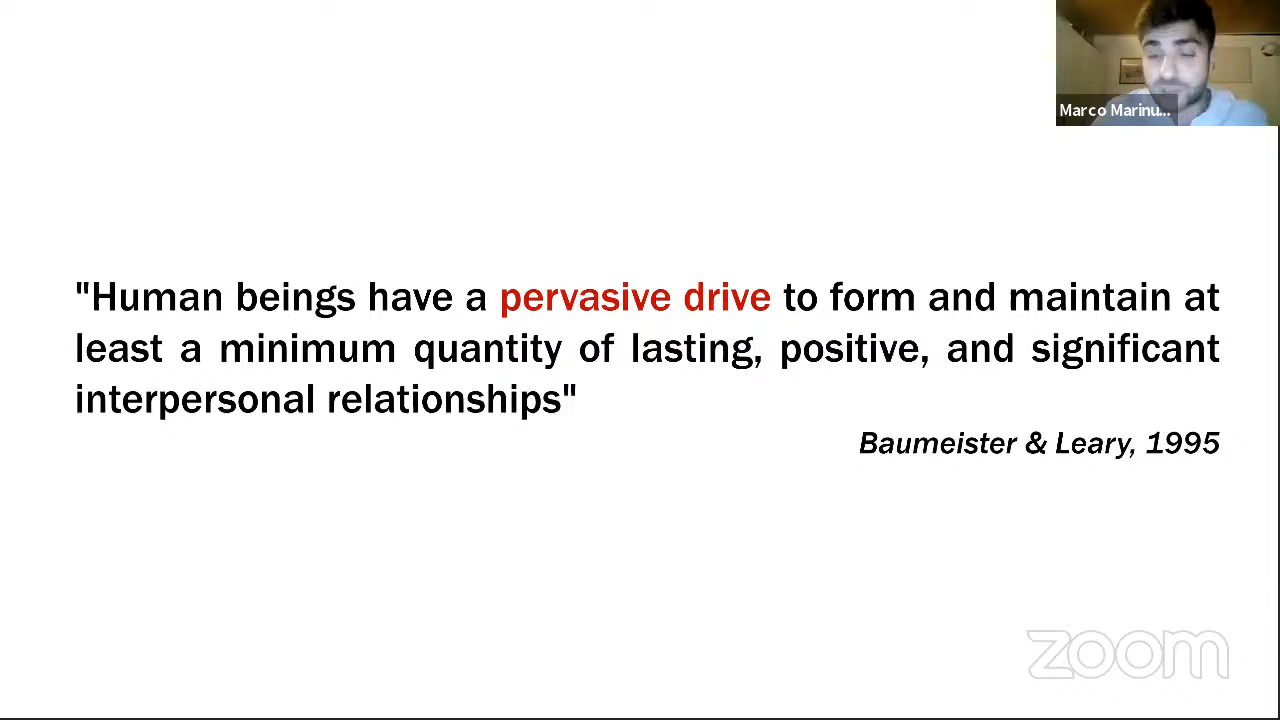 Marco Marinu...
"Human beings have a pervasive drive to form and maintain at
least a minimum quantity of lasting, positive, and significant
interpersonal relationships"
Baumeister & Leary, 1995
zoom